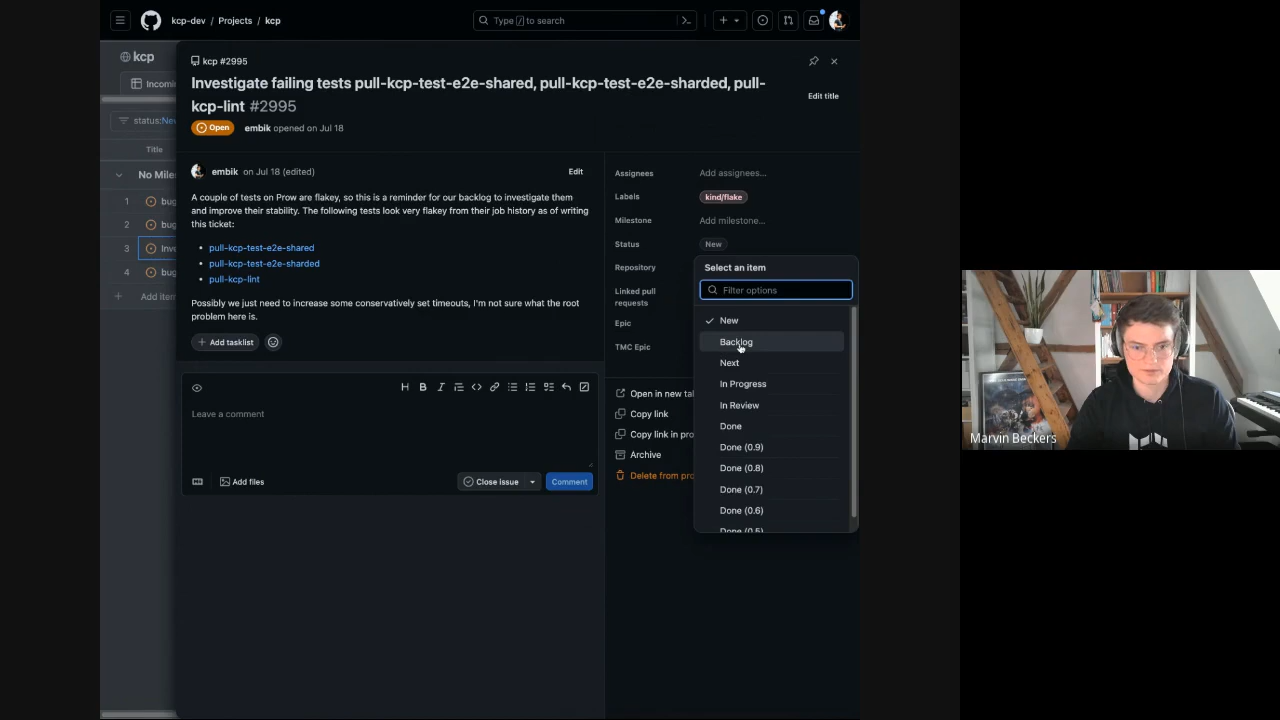 kcp-dev / Projects / kcp
Type / to search
kcp
kcp #2995
Investigate failing tests pull-kcp-test-e2e-shared, pull-kcp-test-e2e-sharded, pull-
kcp-lint #2995
Edit title
Open embik opened on Jul 18
status:New
Title
No Miles
1 bug
2 bug
3 Inve
4 bug
Add item
embik on Jul 18 (edited)
Edit
A couple of tests on Prow are flakey, so this is a reminder for our backlog to investigate them
and improve their stability. The following tests look very flakey from their job history as of writing
this ticket:
• pull-kcp-test-e2e-shared
• pull-kcp-test-e2e-sharded
• pull-kcp-lint
Possibly we just need to increase some conservatively set timeouts, I'm not sure what the root
problem here is.
Add tasklist
Leave a comment
Add files
Close issue
Comment
Assignees Add assignees...
Labels kind/flake
Milestone Add milestone...
Status New
Repository
Linked pull
requests
Epic
TMC Epic
Open in new tal
Copy link
Copy link in pro
Archive
Delete from pro
Select an item
Filter options
New
Backlog
Next
In Progress
In Review
Done
Done (0.9)
Done (0.8)
Done (0.7)
Done (0.6)
Done (0.5)
Marvin Beckers